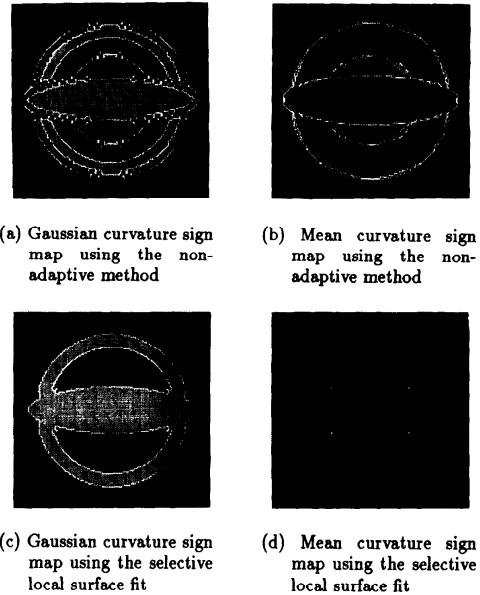 (a) Gaussian curvature sign
map using the non-
adaptive method
(b) Mean curvature sign
map using the non-
adaptive method
(c) Gaussian curvature sign
map using the selective
local surface fit
(d) Mean curvature sign
map using the selective
local surface fit